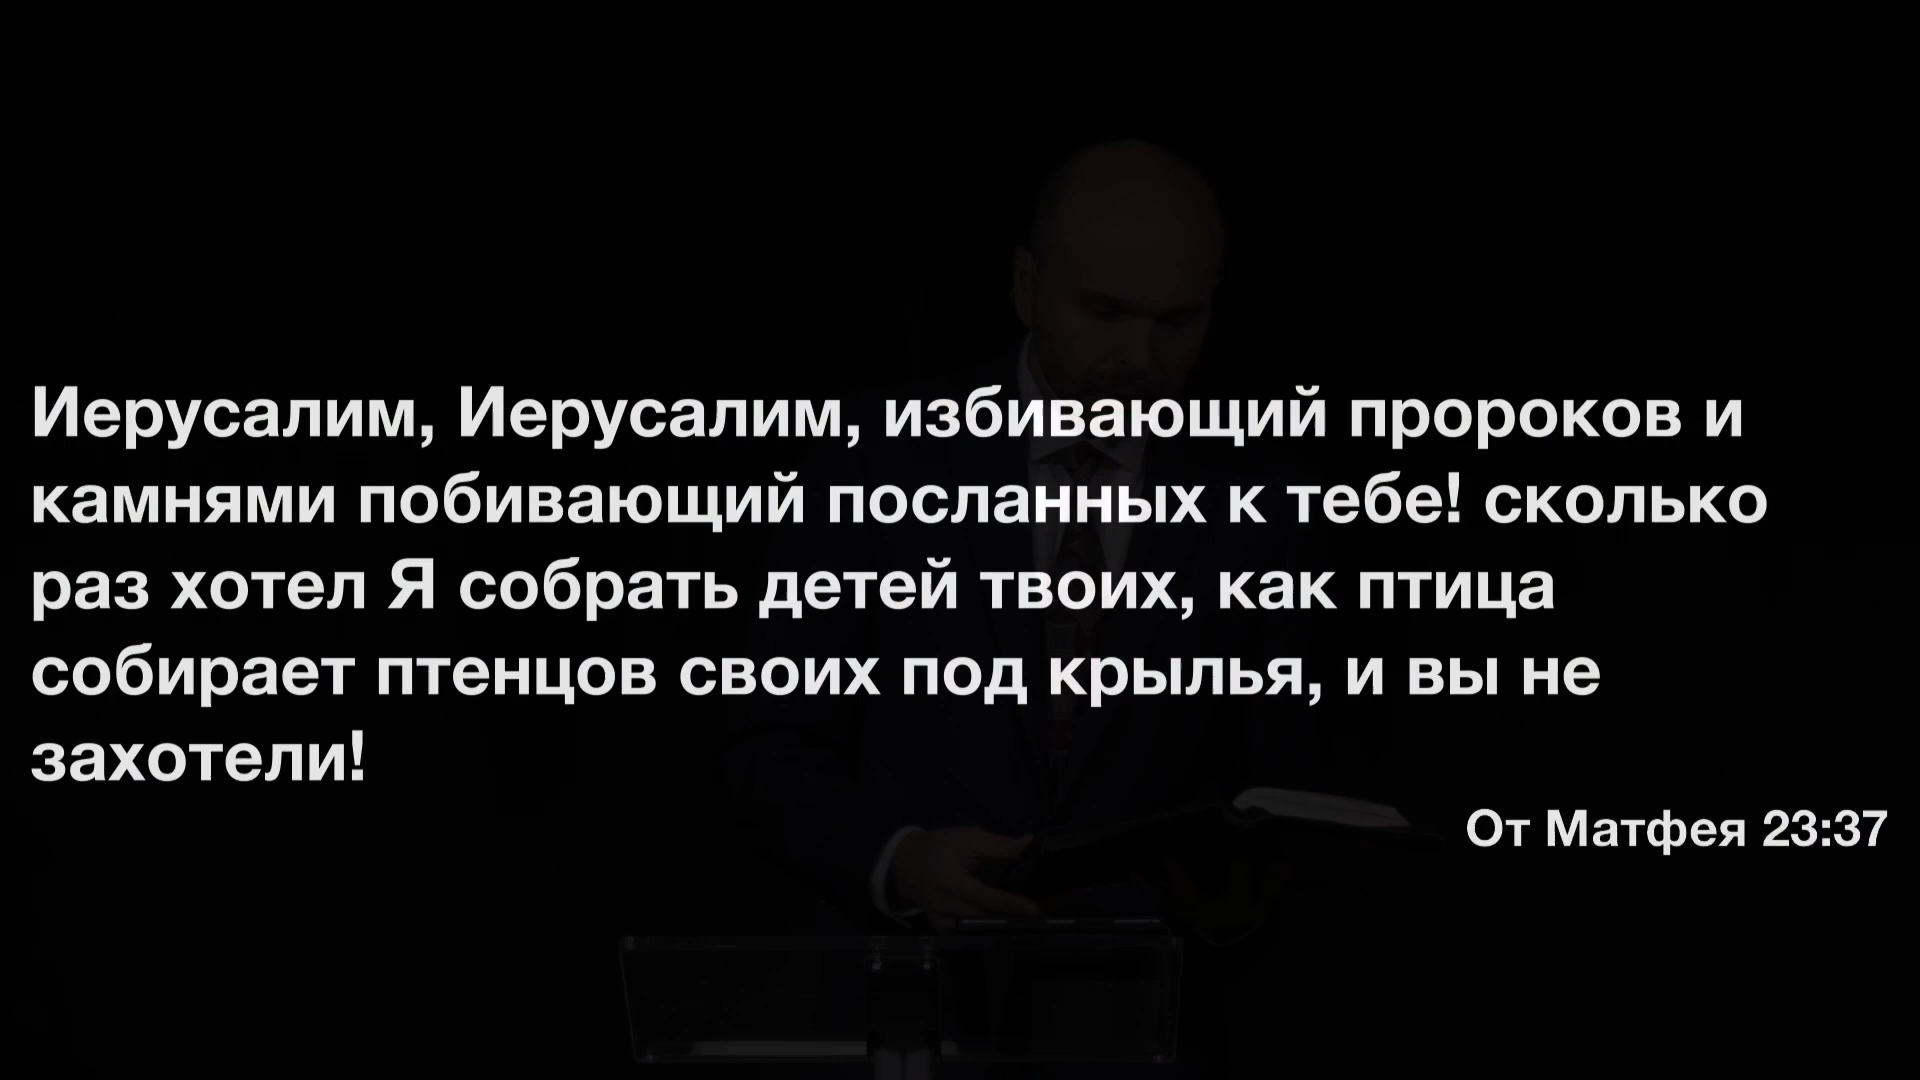 Иерусалим, Иерусалим, избивающий пророков и
камнями побивающий посланных к тебе! сколько
раз хотел Я собрать детей твоих, как птица
собирает птенцов своих под крылья, и вы не
захотели!
От Матфея 23:37